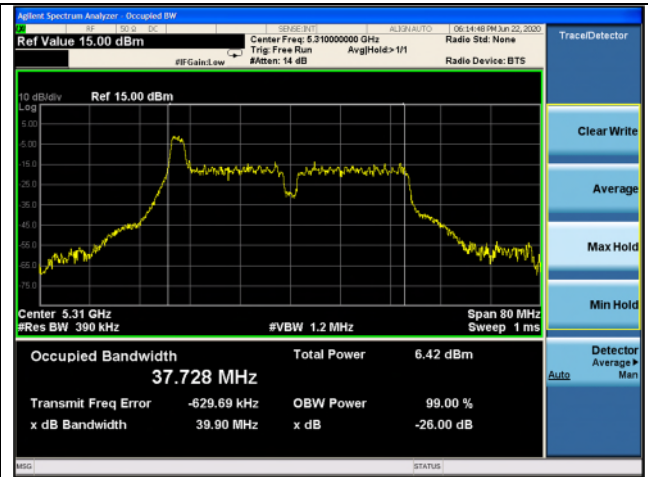 Agilent Spectrum Analyzer - Occupied BW
RF 50 Ω DC SENSE:INT ALIGN AUTO 06:14:48 PM Jun 22, 2020
Ref Value 15.00 dBm Center Freq: 5.310000000 GHz Radio Std: None Trace/Detector
Trig: Free Run Avg|Hold:>1/1
#IFGain:Low #Atten: 14 dB Radio Device: BTS
10 dB/div Ref 15.00 dBm
Log
5.00
-5.00
-15.0
-25.0
-35.0
-45.0
-55.0
-65.0
-75.0
Center 5.31 GHz Span 80 MHz
#Res BW 390 kHz #VBW 1.2 MHz Sweep 1 ms
Occupied Bandwidth Total Power 6.42 dBm
37.728 MHz
Transmit Freq Error -629.69 kHz OBW Power 99.00 %
x dB Bandwidth 39.90 MHz x dB -26.00 dB
Clear Write
Average
Max Hold
Min Hold
Detector
Average▶
Auto Man
MSG STATUS